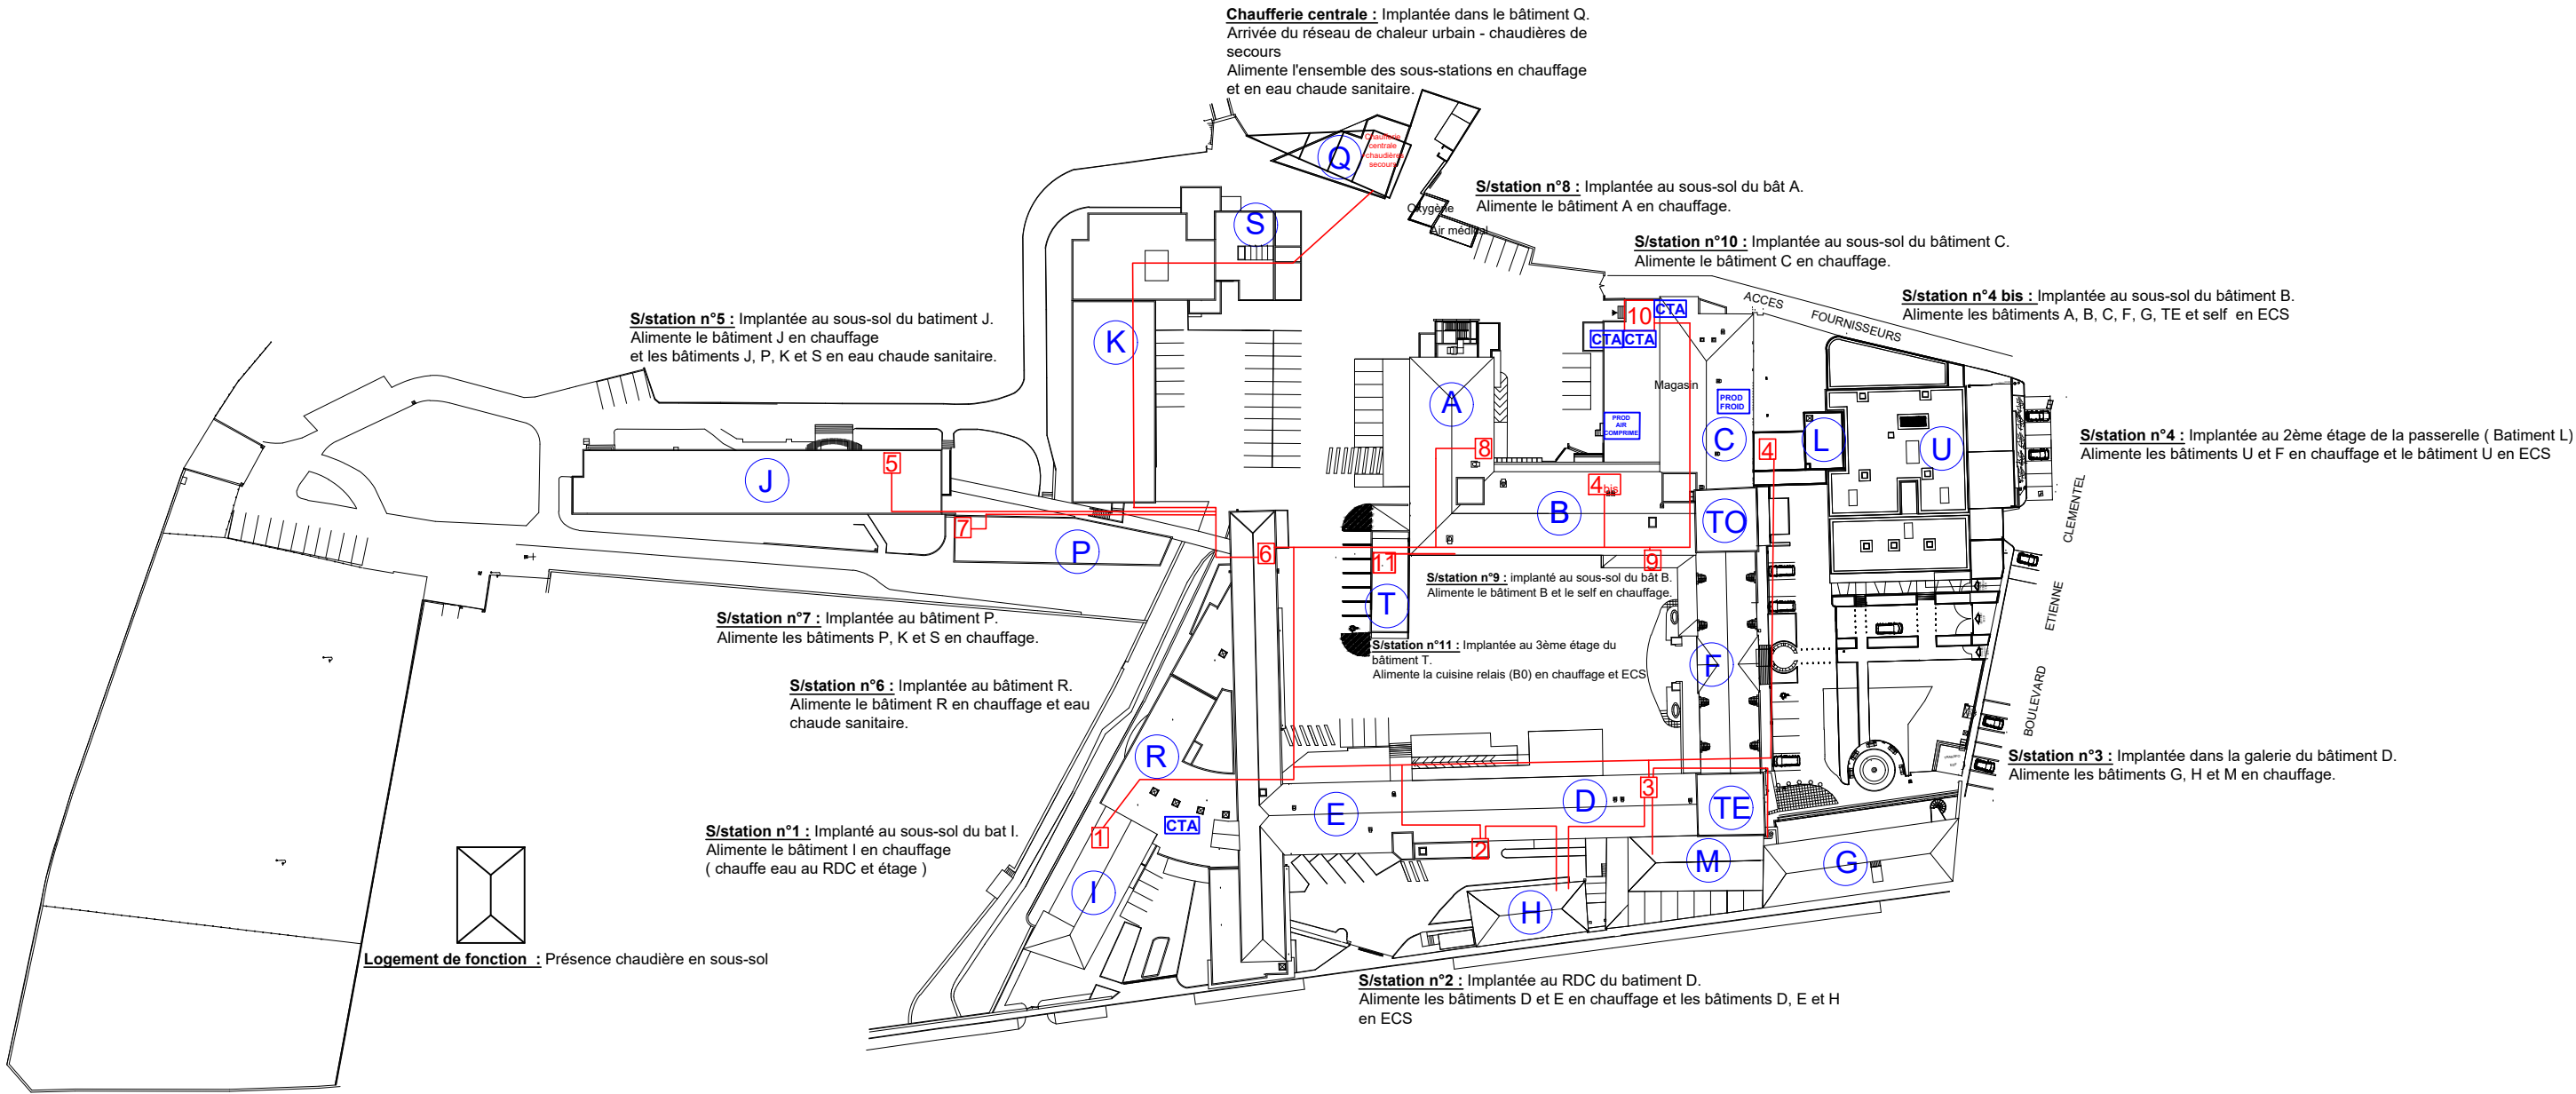 Chaufferie centrale : Implantée dans le bâtiment Q.
Arrivée du réseau de chaleur urbain - chaudières de
secours
Alimente l'ensemble des sous-stations en chauffage
et en eau chaude sanitaire.
Chaufferie
centrale
chaudières
secours
Q
S/station n°8 : Implantée au sous-sol du bât A.
Alimente le bâtiment A en chauffage.
Oxygène
Air médical
S
S/station n°10 : Implantée au sous-sol du bâtiment C.
Alimente le bâtiment C en chauffage.
ACCES
FOURNISSEURS
S/station n°4 bis : Implantée au sous-sol du bâtiment B.
Alimente les bâtiments A, B, C, F, G, TE et self en ECS
S/station n°5 : Implantée au sous-sol du batiment J.
Alimente le bâtiment J en chauffage
et les bâtiments J, P, K et S en eau chaude sanitaire.
K
10
CTA
CTA
CTA
Magasin
A
PROD
FROID
PROD
AIR
COMPRIME
C
L
U
4
8
S/station n°4 : Implantée au 2ème étage de la passerelle ( Batiment L)
Alimente les bâtiments U et F en chauffage et le bâtiment U en ECS
5
J
4bis
B
TO
7
P
6
11
9
BOULEVARD
ETIENNE
CLEMENTEL
S/station n°9 : implanté au sous-sol du bât B.
Alimente le bâtiment B et le self en chauffage.
T
S/station n°7 : Implantée au bâtiment P.
Alimente les bâtiments P, K et S en chauffage.
S/station n°11 : Implantée au 3ème étage du
bâtiment T.
Alimente la cuisine relais (B0) en chauffage et ECS
F
S/station n°6 : Implantée au bâtiment R.
Alimente le bâtiment R en chauffage et eau
chaude sanitaire.
R
S/station n°3 : Implantée dans la galerie du bâtiment D.
Alimente les bâtiments G, H et M en chauffage.
3
E
D
TE
CTA
S/station n°1 : Implanté au sous-sol du bat I.
Alimente le bâtiment I en chauffage
( chauffe eau au RDC et étage )
1
2
M
G
I
H
Logement de fonction : Présence chaudière en sous-sol
S/station n°2 : Implantée au RDC du batiment D.
Alimente les bâtiments D et E en chauffage et les bâtiments D, E et H
en ECS